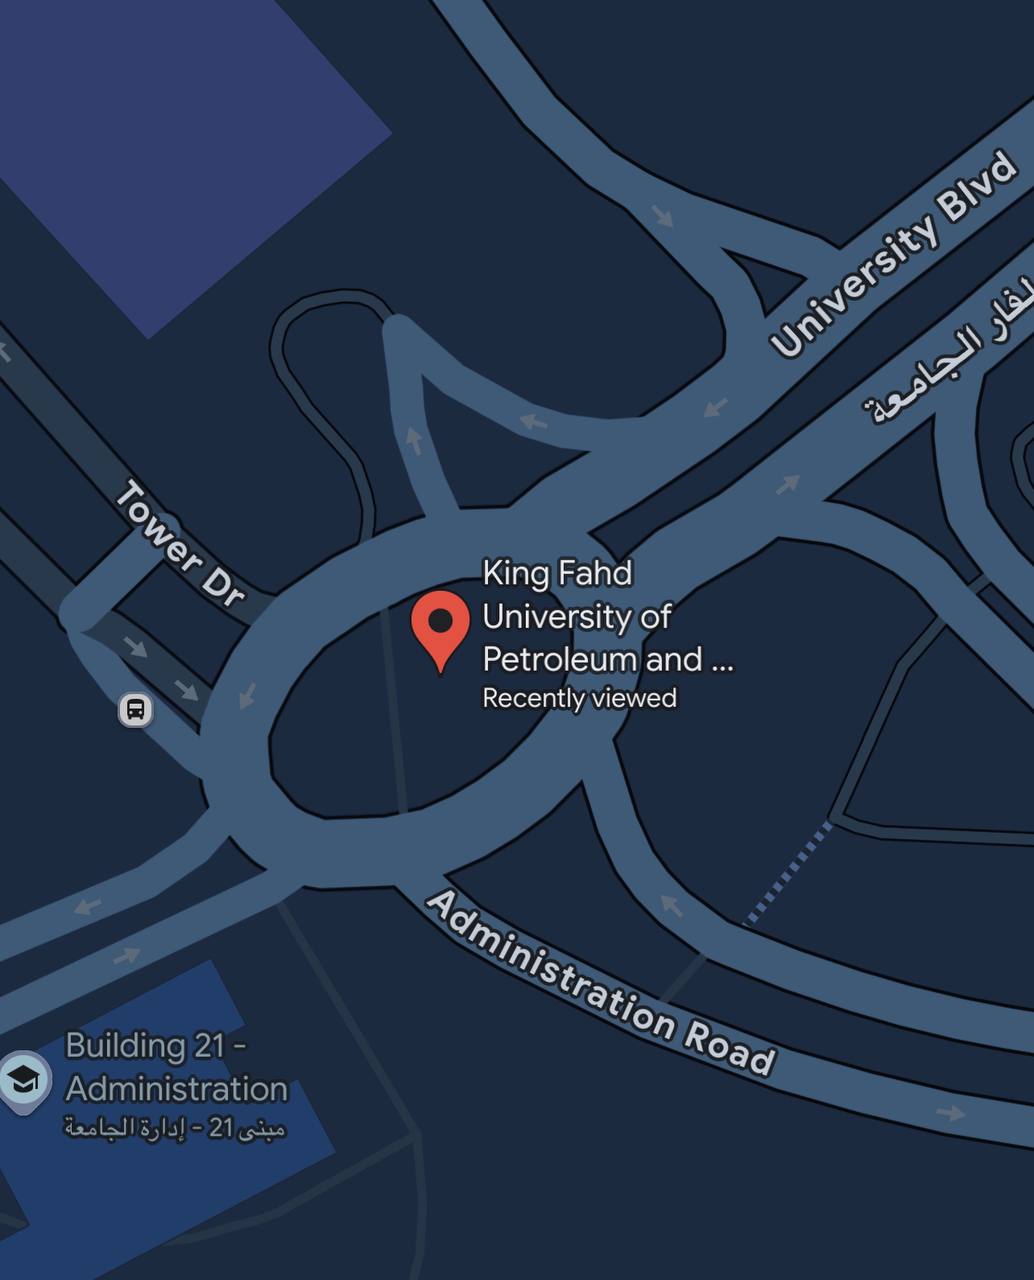 University Blvd
الجامعة
Tower Dr
King Fahd
University of
Petroleum and ...
Recently viewed
Administration Road
Building 21 -
Administration
مبنى 21 - إدارة الجامعة